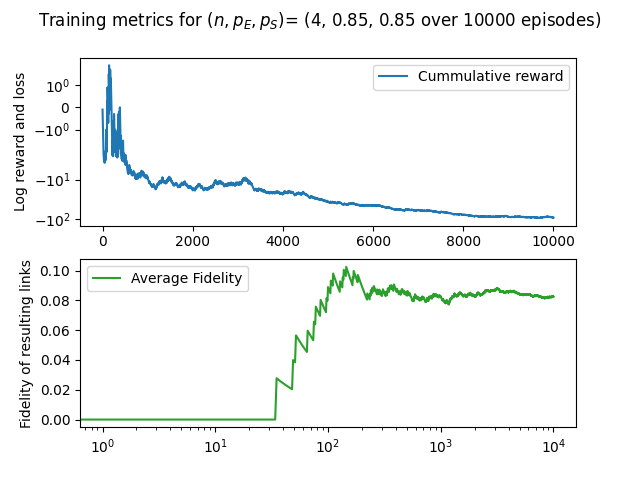 Training metrics for (n, p_E, p_S)= (4, 0.85, 0.85 over 10000 episodes)
Log reward and loss
10^0
0
−10^0
−10^1
−10^2
Cummulative reward
0 2000 4000 6000 8000 10000
Fidelity of resulting links
0.10
0.08
0.06
0.04
0.02
0.00
Average Fidelity
10^0 10^1 10^2 10^3 10^4